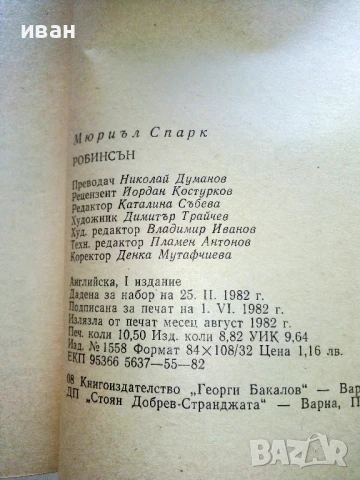 иван
Мюриъл Спарк
РОБИНСЪН
Преводач Николай Думанов
Рецензент Йордан Костурков
Редактор Каталина Събева
Художник Димитър Трайчев
Худ. редактор Владимир Иванов
Техн. редактор Пламен Антонов
Коректор Денка Мутафчиева
Английска, I издание
Дадена за набор на 25. II. 1982 г.
Подписана за печат на 1. VI. 1982 г.
Излязла от печат месец август 1982 г.
Печ. коли 10,50 Изд. коли 8,82 УИК 9,64
Изд. №1558 Формат 84×108/32 Цена 1,16 лв.
ЕКП 95366 5637—55—82
08 Книгоиздателство „Георги Бакалов" — Вар
ДП „Стоян Добрев-Странджата" — Варна, П
BAZAR